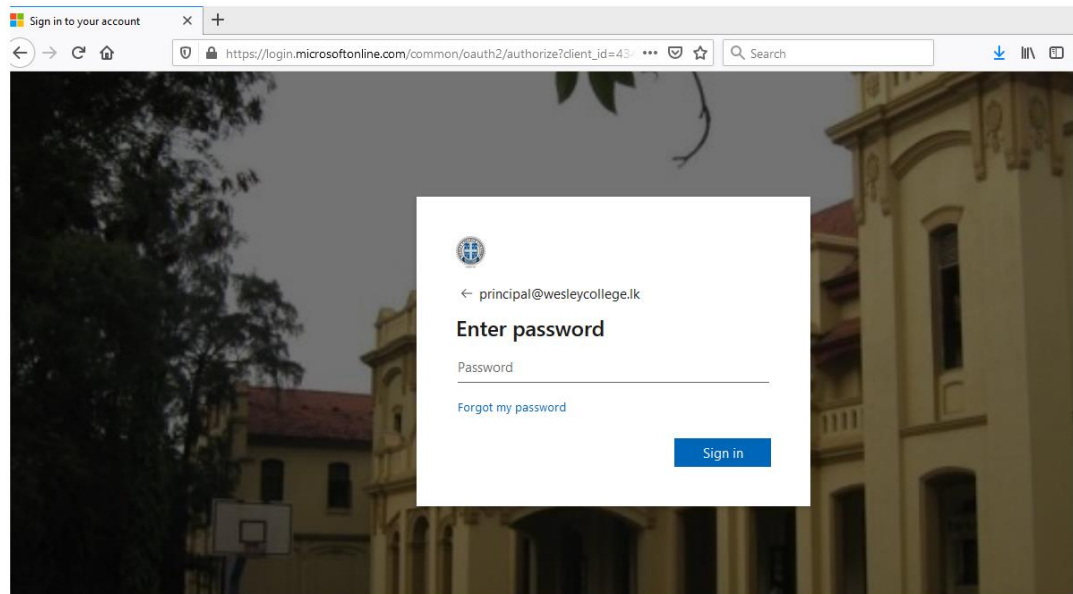 Sign in to your account
https://login.microsoftonline.com/common/oauth2/authorize?client_id=43
Search
principal@wesleycollege.lk
Enter password
Password
Forgot my password
Sign in